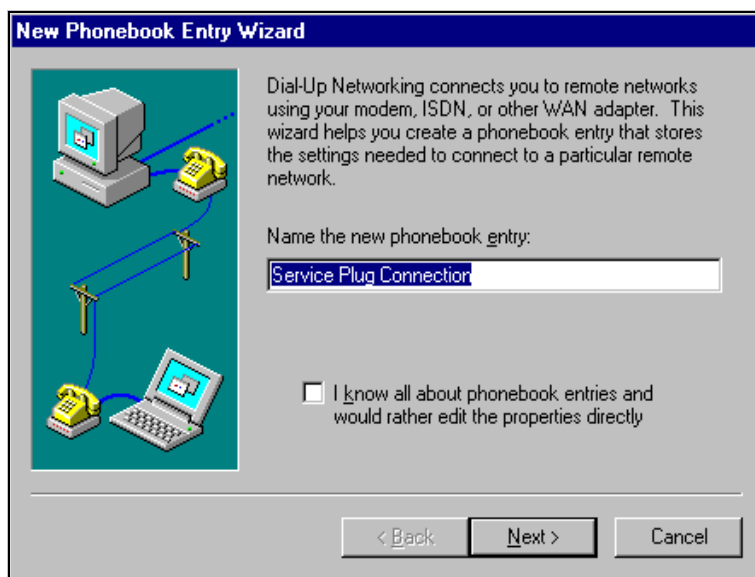 New Phonebook Entry Wizard
Dial-Up Networking connects you to remote networks
using your modem, ISDN, or other WAN adapter.  This
wizard helps you create a phonebook entry that stores
the settings needed to connect to a particular remote
network.
Name the new phonebook entry:
Service Plug Connection
I know all about phonebook entries and
would rather edit the properties directly
< Back
Next >
Cancel